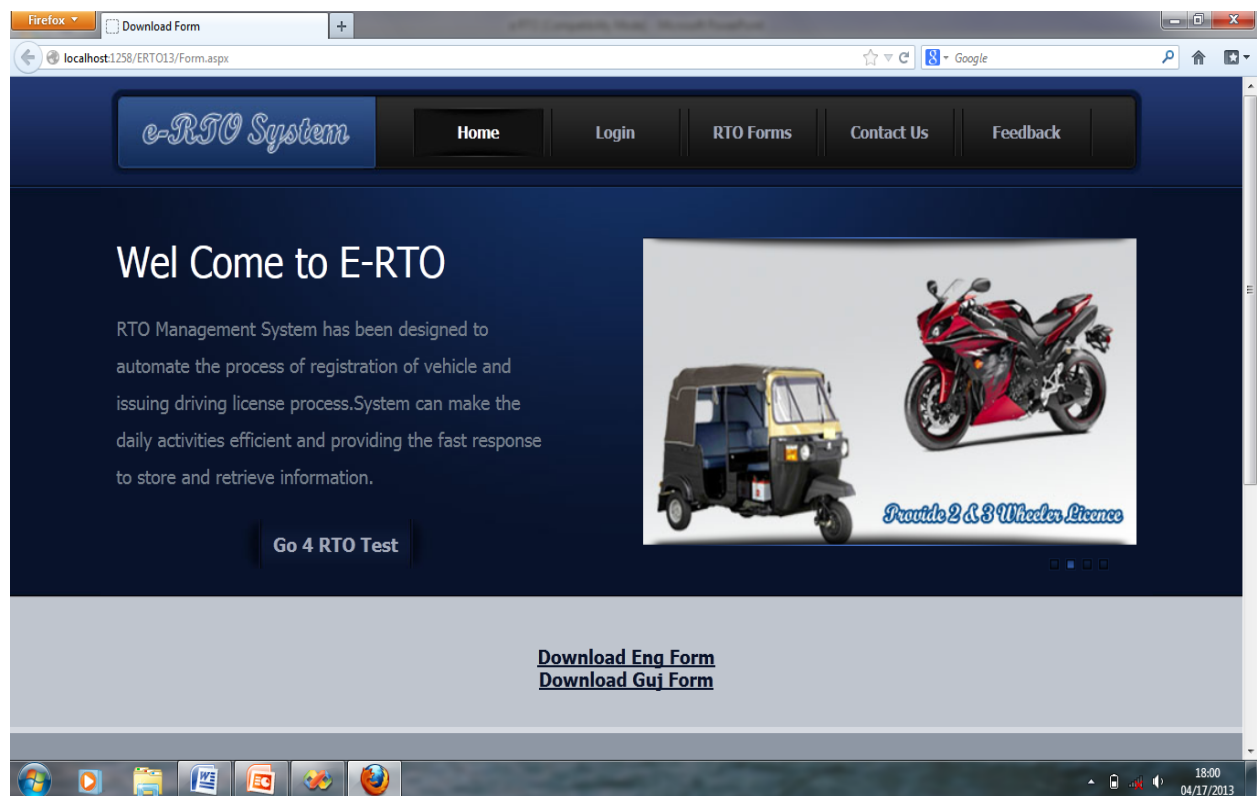 Firefox
Download Form
localhost:1258/ERTO13/Form.aspx
Google
e-RTO System
Home
Login
RTO Forms
Contact Us
Feedback
Wel Come to E-RTO
RTO Management System has been designed to
automate the process of registration of vehicle and
issuing driving license process.System can make the
daily activities efficient and providing the fast response
to store and retrieve information.
Go 4 RTO Test
Provide 2 & 3 Wheeler Licence
Download Eng Form
Download Guj Form
18:00
04/17/2013